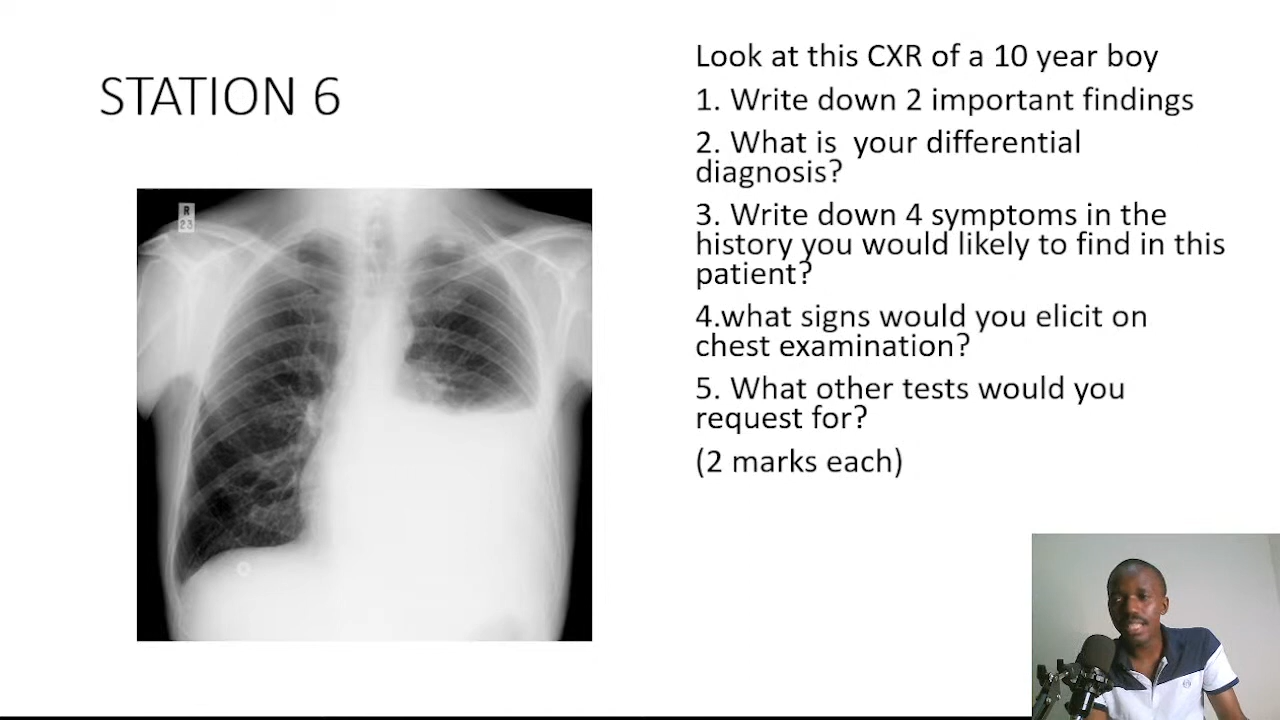 STATION 6
R
23
Look at this CXR of a 10 year boy
1. Write down 2 important findings
2. What is  your differential
diagnosis?
3. Write down 4 symptoms in the
history you would likely to find in this
patient?
4.what signs would you elicit on
chest examination?
5. What other tests would you
request for?
(2 marks each)